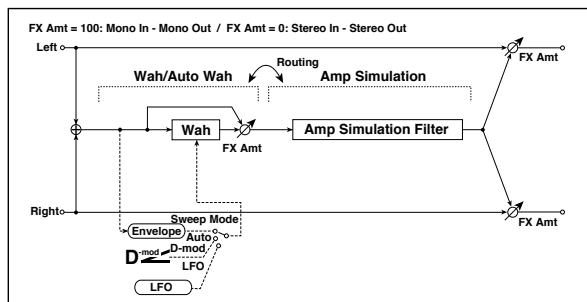 FX Amt = 100: Mono In - Mono Out / FX Amt = 0: Stereo In - Stereo Out
Left
FX Amt
Routing
Wah/Auto Wah
Amp Simulation
Wah
FX Amt
Amp Simulation Filter
Right
FX Amt
Sweep Mode
Envelope
Auto
D-mod
D-mod
LFO
LFO